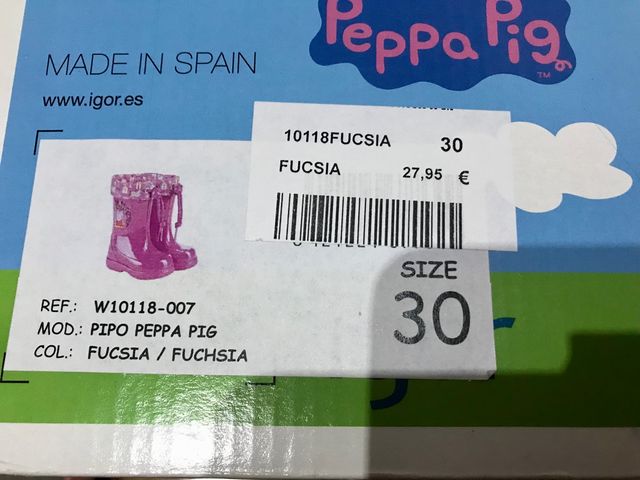 Peppa Pig
TM
MADE IN SPAIN
www.igor.es
10118FUCSIA 30
FUCSIA 27,95 €
SIZE
30
REF.: W10118-007
MOD.: PIPO PEPPA PIG
COL.: FUCSIA / FUCHSIA